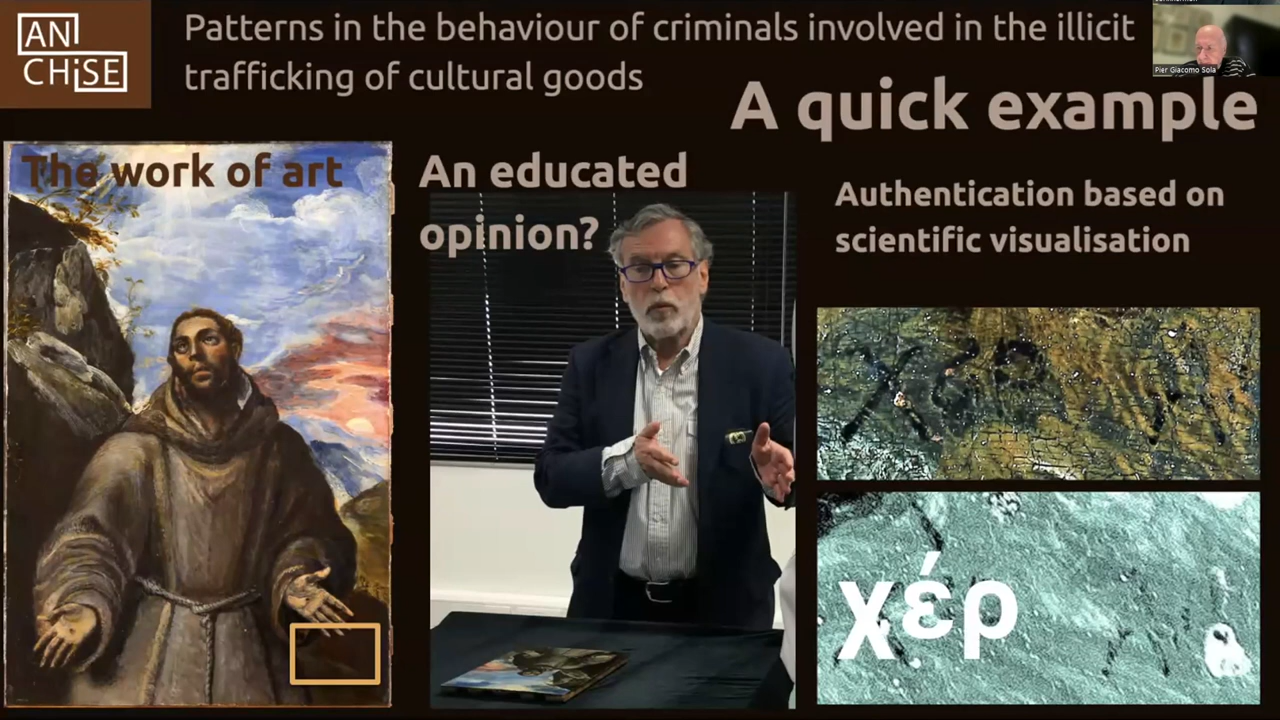 AN
CHiSE
Patterns in the behaviour of criminals involved in the illicit
trafficking of cultural goods
Pier Giacomo Sola
A quick example
The work of art
An educated
opinion?
Authentication based on
scientific visualisation
χέρ